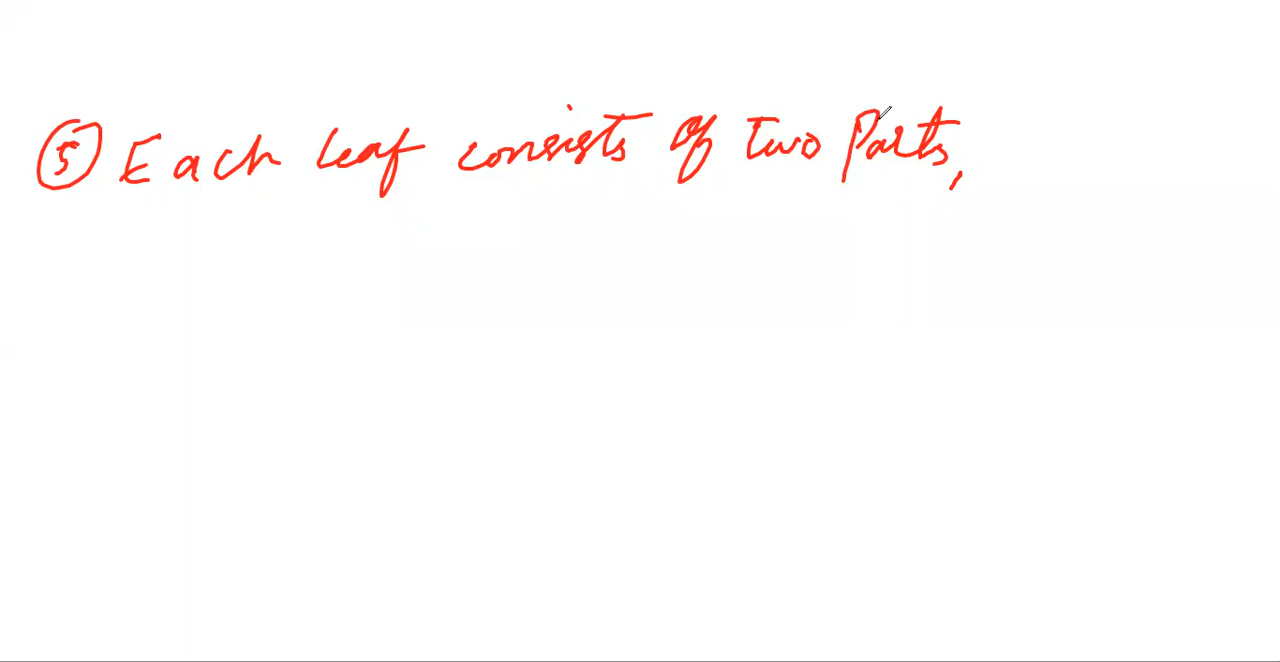 ⑤ Each leaf consists of two Parts,